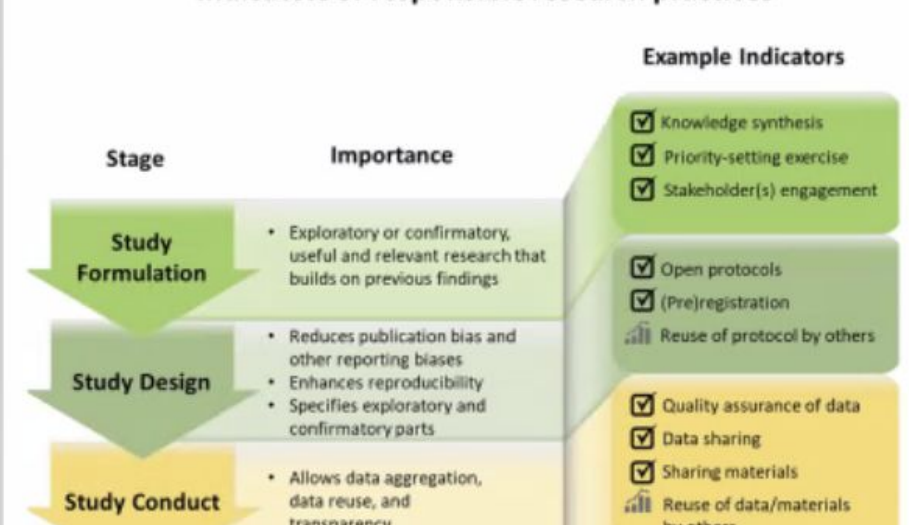 Example Indicators
Stage
Importance
Knowledge synthesis
Priority-setting exercise
Stakeholder(s) engagement
Study
Formulation
• Exploratory or confirmatory,
useful and relevant research that
builds on previous findings
Open protocols
(Pre)registration
Reuse of protocol by others
Study Design
• Reduces publication bias and
other reporting biases
• Enhances reproducibility
• Specifies exploratory and
confirmatory parts
Quality assurance of data
Data sharing
Sharing materials
Reuse of data/materials
by others
Study Conduct
• Allows data aggregation,
data reuse, and
transparency